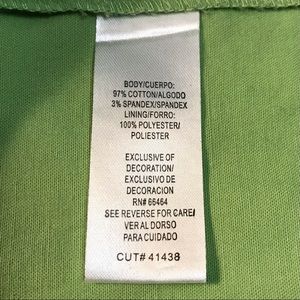 BODY/CUERPO:
97% COTTON/ALGODO
3% SPANDEX/SPANDEX
LINING/FORRO:
100% POLYESTER/
POLIESTER
EXCLUSIVE OF
DECORATION/
EXCLUSIVO DE
DECORACION
RN# 66464
SEE REVERSE FOR CARE/
VER AL DORSO
PARA CUIDADO
CUT# 41438